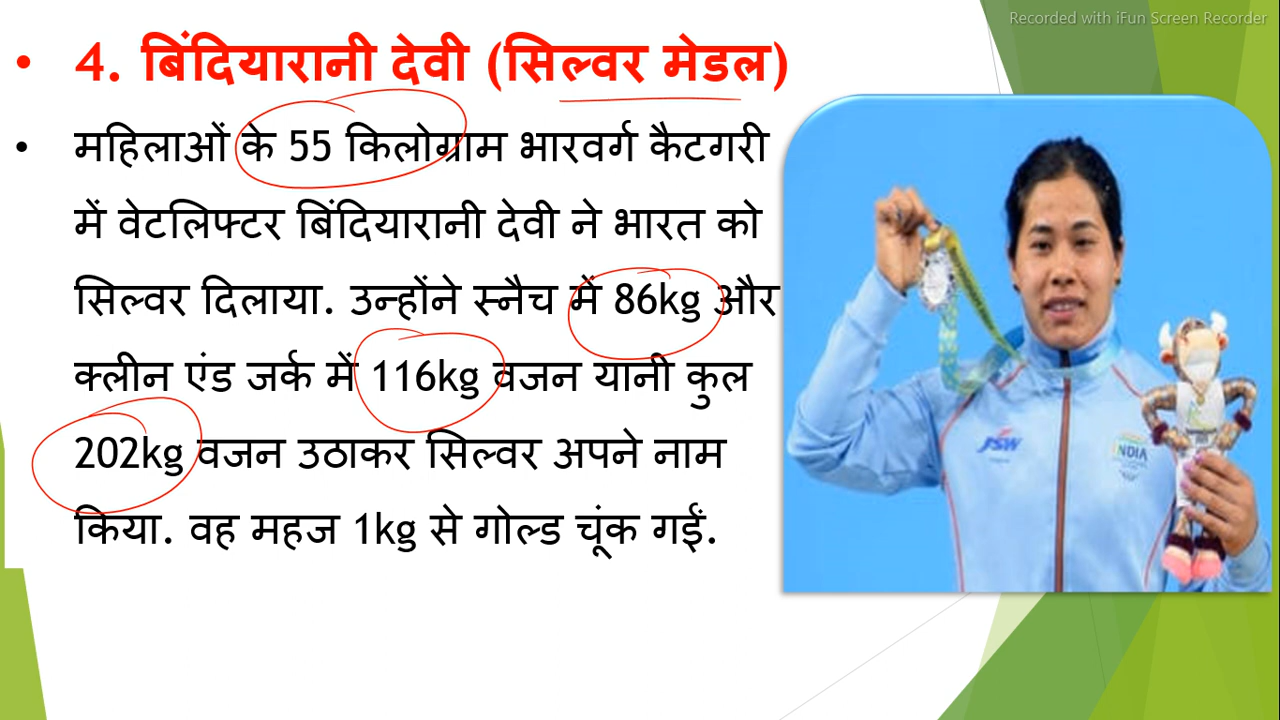 Recorded with iFun Screen Recorder
• 4. बिंदियारानी देवी (सिल्वर मेडल)
• महिलाओं के 55 किलोग्राम भारवर्ग कैटगरी
में वेटलिफ्टर बिंदियारानी देवी ने भारत को
सिल्वर दिलाया. उन्होंने स्नैच में 86kg और
क्लीन एंड जर्क में 116kg वजन यानी कुल
202kg वजन उठाकर सिल्वर अपने नाम
किया. वह महज 1kg से गोल्ड चूंक गईं.
JSW
INDIA